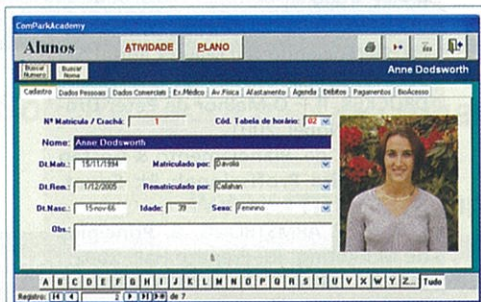 ComParkAcademy
Alunos ATIVIDADE PLANO
Buscar Número Buscar Nome Anne Dodsworth
Cadastro Dados Pessoais Dados Comerciais Ex.Médico Av.Física Afastamento Agenda Débitos Pagamentos BioAcesso
Nº Matrícula / Crachá: 1 Cód. Tabela de horário: 02
Nome: Anne Dodsworth
Dt.Matr.: 15/11/1994 Matriculado por: Davolio
Dt.Rem.: 1/12/2005 Rematriculado por: Callahan
Dt.Nasc.: 15-nov-66 Idade: 39 Sexo: Feminino
Obs.:
A B C D E F G H I J K L M N O P Q R S T U V X W Y Z... Tudo
Registro: 2 de 7